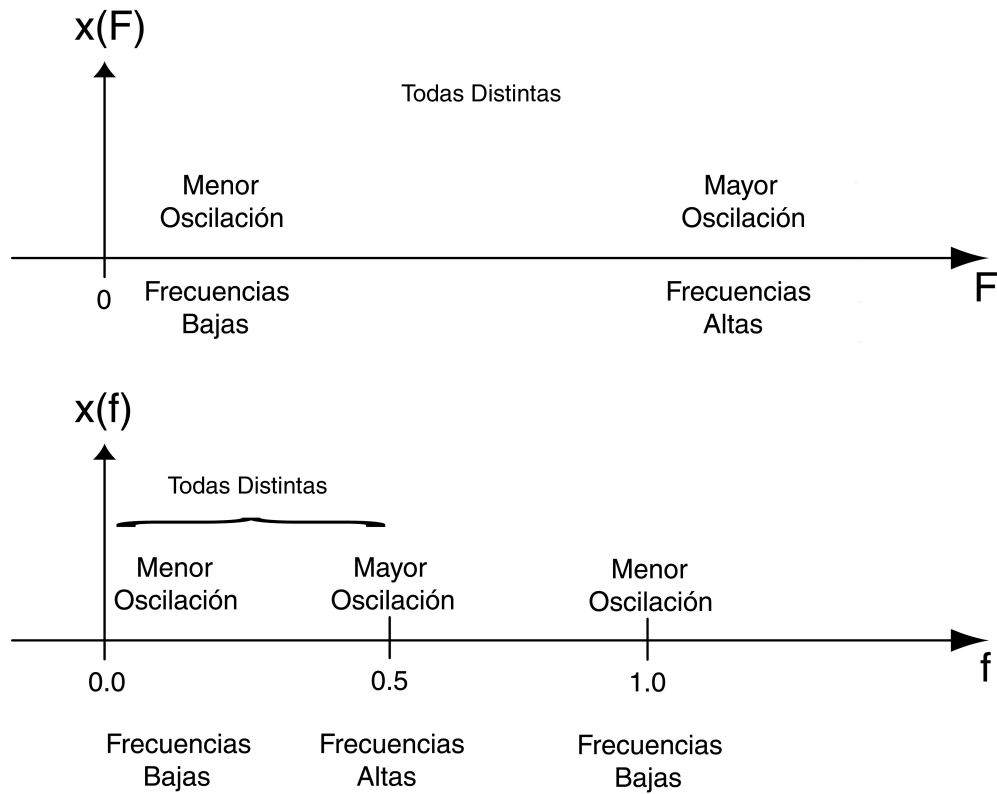 x(F)
Todas Distintas
Menor
Oscilación
Mayor
Oscilación
0
Frecuencias
Bajas
Frecuencias
Altas
F
x(f)
Todas Distintas
Menor
Oscilación
Mayor
Oscilación
Menor
Oscilación
f
0.0
0.5
1.0
Frecuencias
Bajas
Frecuencias
Altas
Frecuencias
Bajas